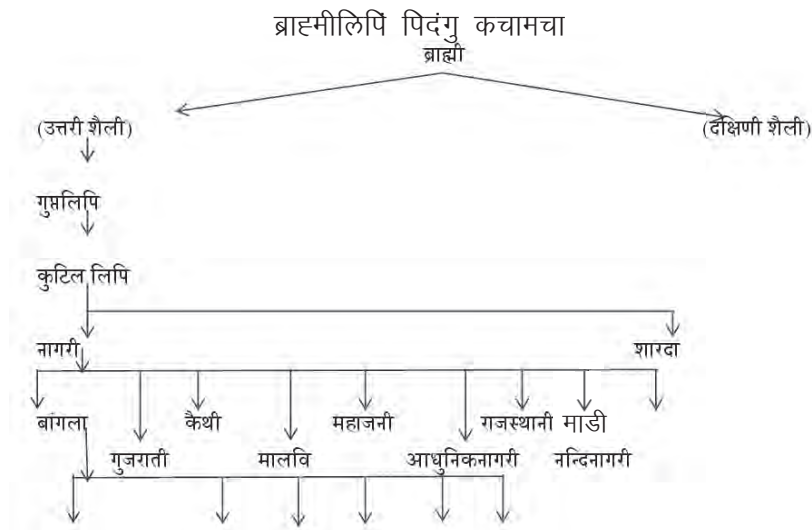 ब्राह्मीलिपिं पिदंगु कचामचा
ब्राह्मी
(उत्तरी शैली) (दक्षिणी शैली)
गुप्तलिपि
कुटिल लिपि
नागरी शारदा
बांगला कैथी महाजनी राजस्थानी माडी
गुजराती मालवि आधुनिकनागरी नन्दिनागरी